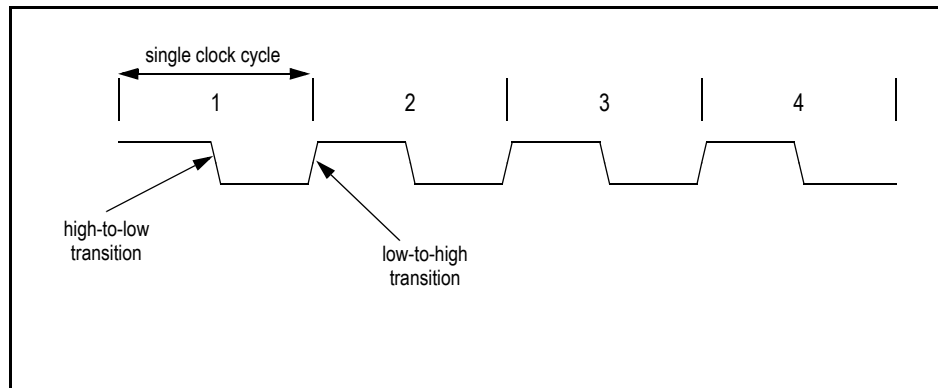 single clock cycle
1 2 3 4
high-to-low
transition
low-to-high
transition